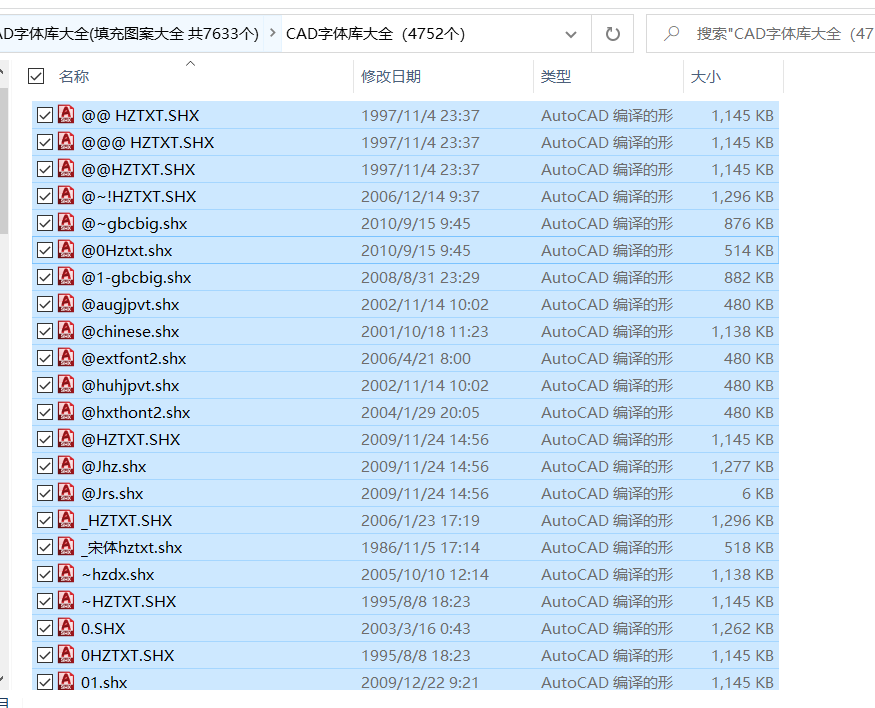 AD字体库大全(填充图案大全 共7633个) > CAD字体库大全（4752个） 搜索"CAD字体库大全（47
名称 修改日期 类型 大小
@@ HZTXT.SHX 1997/11/4 23:37 AutoCAD 编译的形 1,145 KB
@@@ HZTXT.SHX 1997/11/4 23:37 AutoCAD 编译的形 1,145 KB
@@HZTXT.SHX 1997/11/4 23:37 AutoCAD 编译的形 1,145 KB
@~!HZTXT.SHX 2006/12/14 9:37 AutoCAD 编译的形 1,296 KB
@~gbcbig.shx 2010/9/15 9:45 AutoCAD 编译的形 876 KB
@0Hztxt.shx 2010/9/15 9:45 AutoCAD 编译的形 514 KB
@1-gbcbig.shx 2008/8/31 23:29 AutoCAD 编译的形 882 KB
@augjpvt.shx 2002/11/14 10:02 AutoCAD 编译的形 480 KB
@chinese.shx 2001/10/18 11:23 AutoCAD 编译的形 1,138 KB
@extfont2.shx 2006/4/21 8:00 AutoCAD 编译的形 480 KB
@huhjpvt.shx 2002/11/14 10:02 AutoCAD 编译的形 480 KB
@hxthont2.shx 2004/1/29 20:05 AutoCAD 编译的形 480 KB
@HZTXT.SHX 2009/11/24 14:56 AutoCAD 编译的形 1,145 KB
@Jhz.shx 2009/11/24 14:56 AutoCAD 编译的形 1,277 KB
@Jrs.shx 2009/11/24 14:56 AutoCAD 编译的形 6 KB
_HZTXT.SHX 2006/1/23 17:19 AutoCAD 编译的形 1,296 KB
_宋体hztxt.shx 1986/11/5 17:14 AutoCAD 编译的形 518 KB
~hzdx.shx 2005/10/10 12:14 AutoCAD 编译的形 1,138 KB
~HZTXT.SHX 1995/8/8 18:23 AutoCAD 编译的形 1,145 KB
0.SHX 2003/3/16 0:43 AutoCAD 编译的形 1,262 KB
0HZTXT.SHX 1995/8/8 18:23 AutoCAD 编译的形 1,145 KB
01.shx 2009/12/22 9:21 AutoCAD 编译的形 1,145 KB